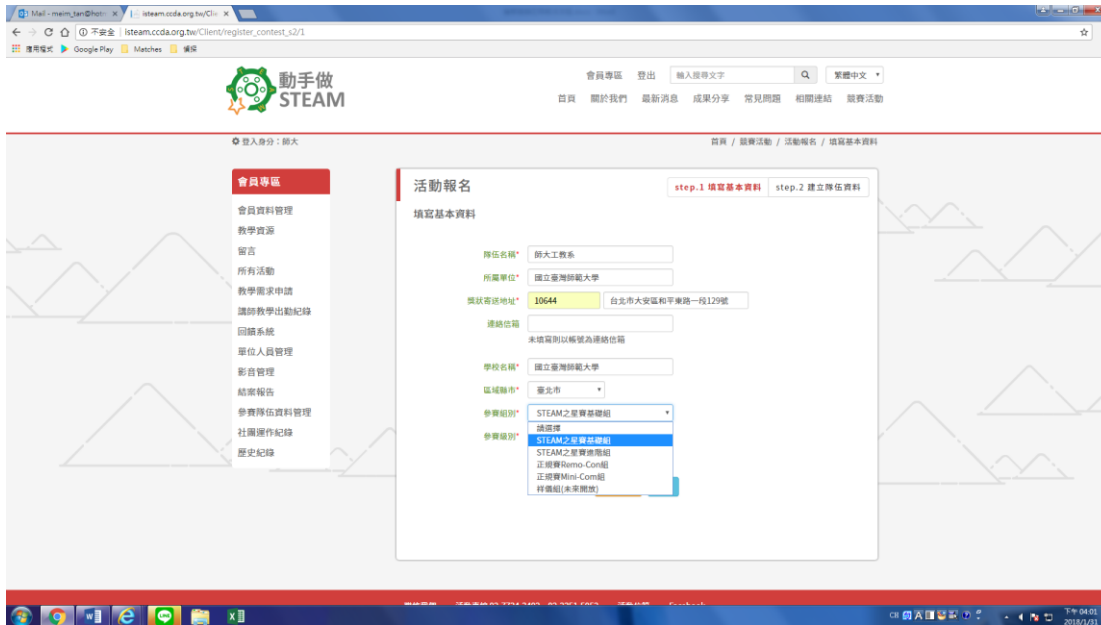 Mail - meim_tan@hotm
isteam.ccda.org.tw/Clie
不安全 | isteam.ccda.org.tw/Client/register_contest_s2/1
應用程式 Google Play Matches
動手做
STEAM
會員專區 登出 輸入搜尋文字 繁體中文
首頁 關於我們 最新消息 成果分享 常見問題 相關連結 競賽活動
登入身分：師大
首頁 / 競賽活動 / 活動報名 / 填寫基本資料
會員專區
會員資料管理
教學資源
留言
所有活動
教學需求申請
講師教學出勤紀錄
回饋系統
單位人員管理
影音管理
結案報告
參賽隊伍資料管理
社團運作紀錄
歷史紀錄
活動報名
step.1 填寫基本資料 step.2 建立隊伍資料
填寫基本資料
隊伍名稱* 師大工教系
所屬單位* 國立臺灣師範大學
獎狀寄送地址* 10644 台北市大安區和平東路一段129號
連絡信箱
未填寫則以帳號為連絡信箱
學校名稱* 國立臺灣師範大學
區域縣市* 臺北市
參賽組別* STEAM之星賽基礎組
請選擇
參賽級別* STEAM之星賽基礎組
STEAM之星賽進階組
正規賽Remo-Con組
正規賽Mini-Com組
(未來開放)
CH
下午 04:01
2018/1/31